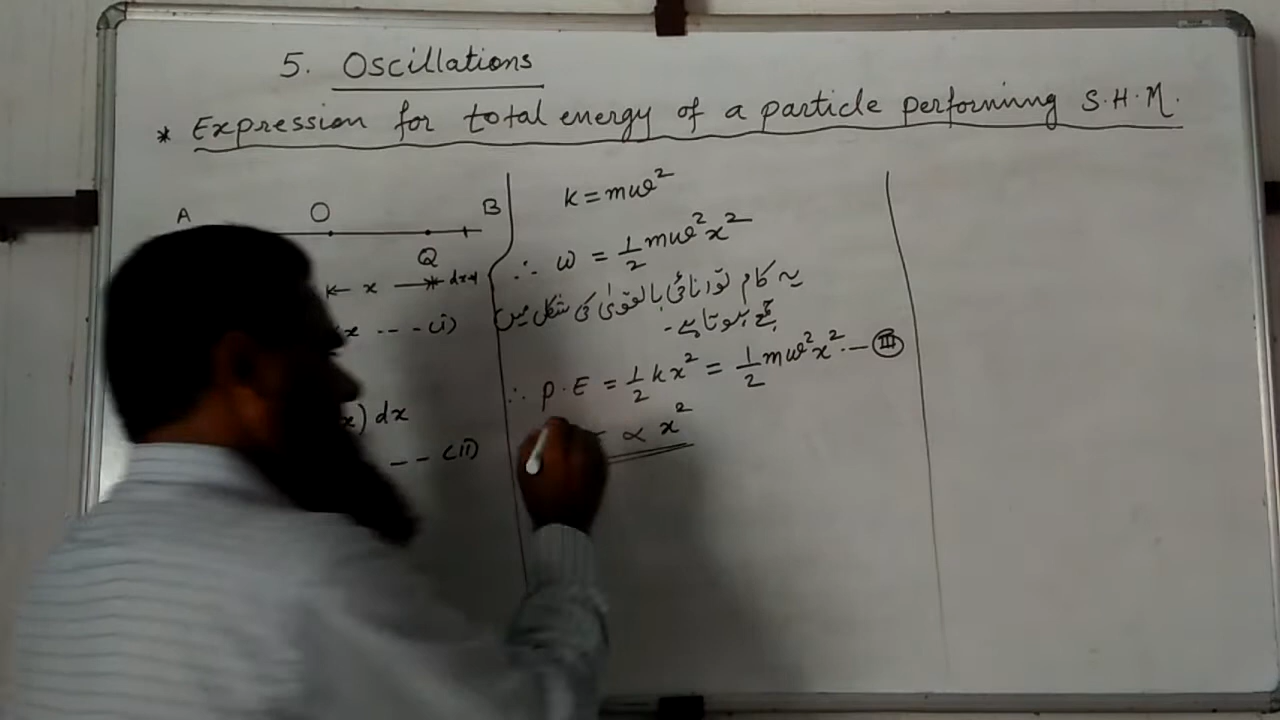 5. Oscillations
* Expression for total energy of a particle performing S.H.M.
A O B
Q
x dx
x --- (i)
x) dx
-- (ii)
k = mω²
∴ ω = 1/2 mω²x²
یہ کام توانائی بالقویٰ کی شکل میں
جمع ہوتا ہے۔
∴ P.E = 1/2 kx² = 1/2 mω²x² -- (III)
∝ x²